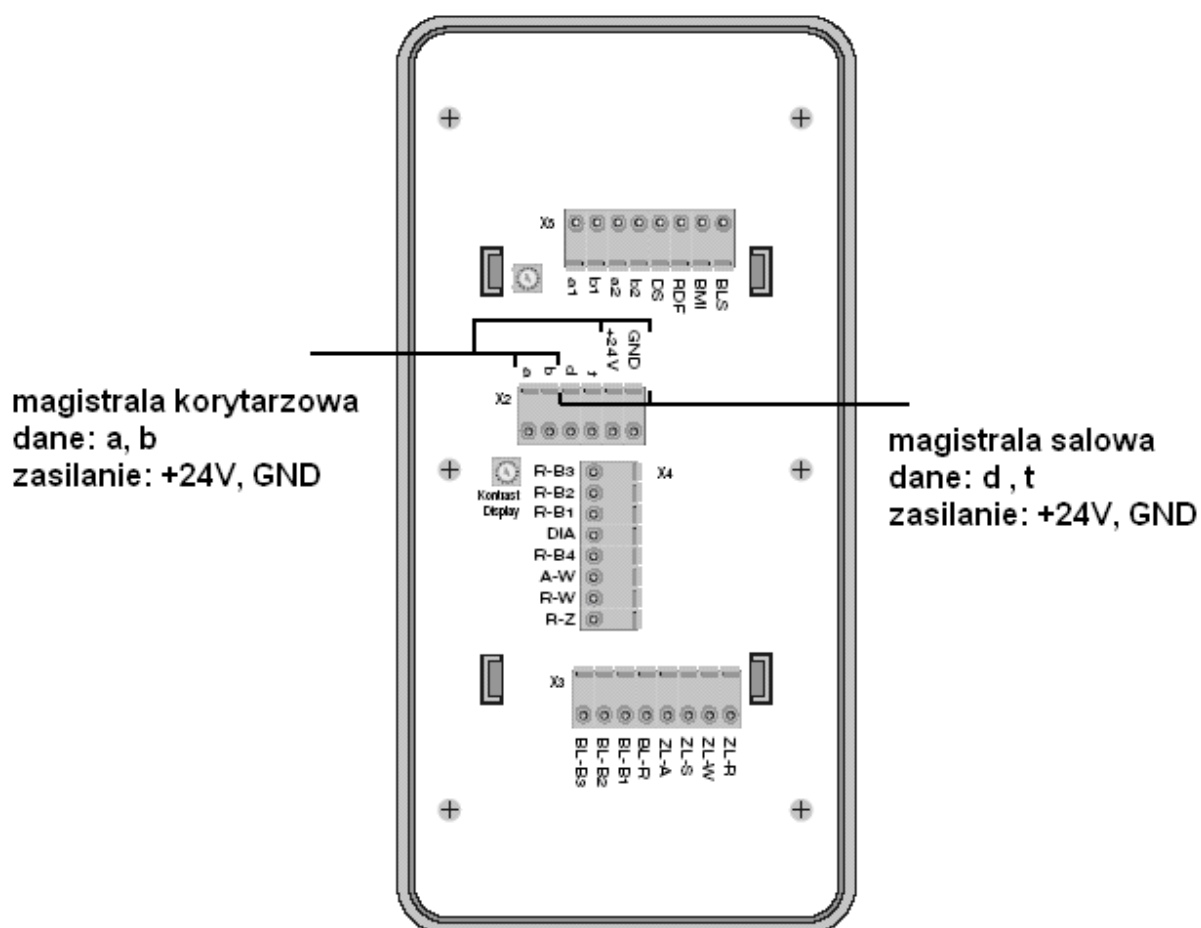 X5
a1 b1 a2 b2 DS RDF BMI BLS
+24V GND
a b d t
X2
magistrala korytarzowa
dane: a, b
zasilanie: +24V, GND
magistrala salowa
dane: d , t
zasilanie: +24V, GND
Kontrast
Display
X4
R-B3
R-B2
R-B1
DIA
R-B4
A-W
R-W
R-Z
X3
BL-B3 BL-B2 BL-B1 BL-R ZL-A ZL-S ZL-W ZL-R